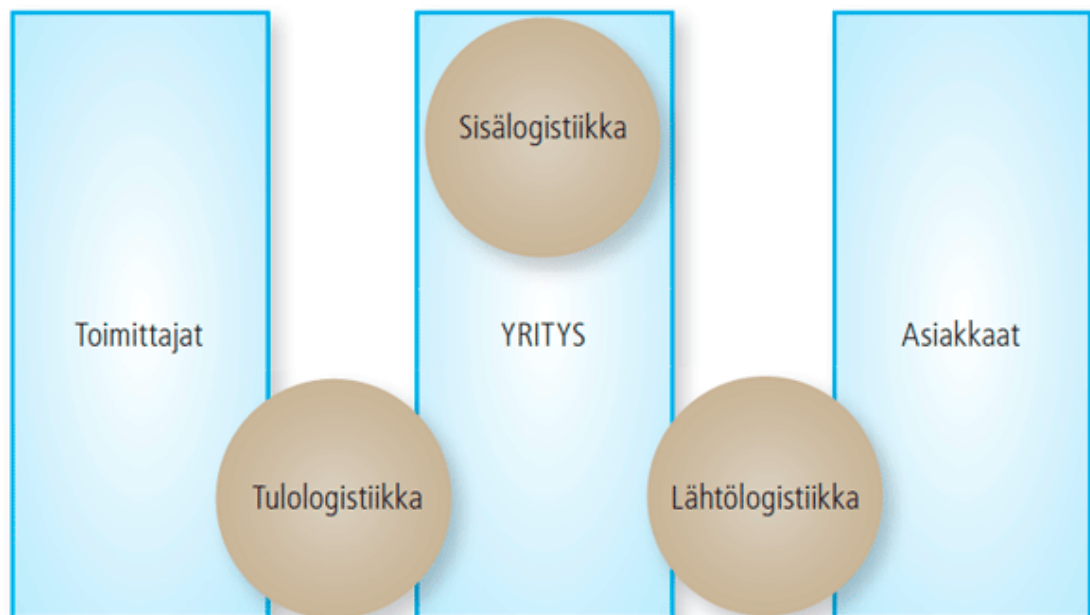 Sisälogistiikka
Toimittajat
YRITYS
Asiakkaat
Tulologistiikka
Lähtölogistiikka